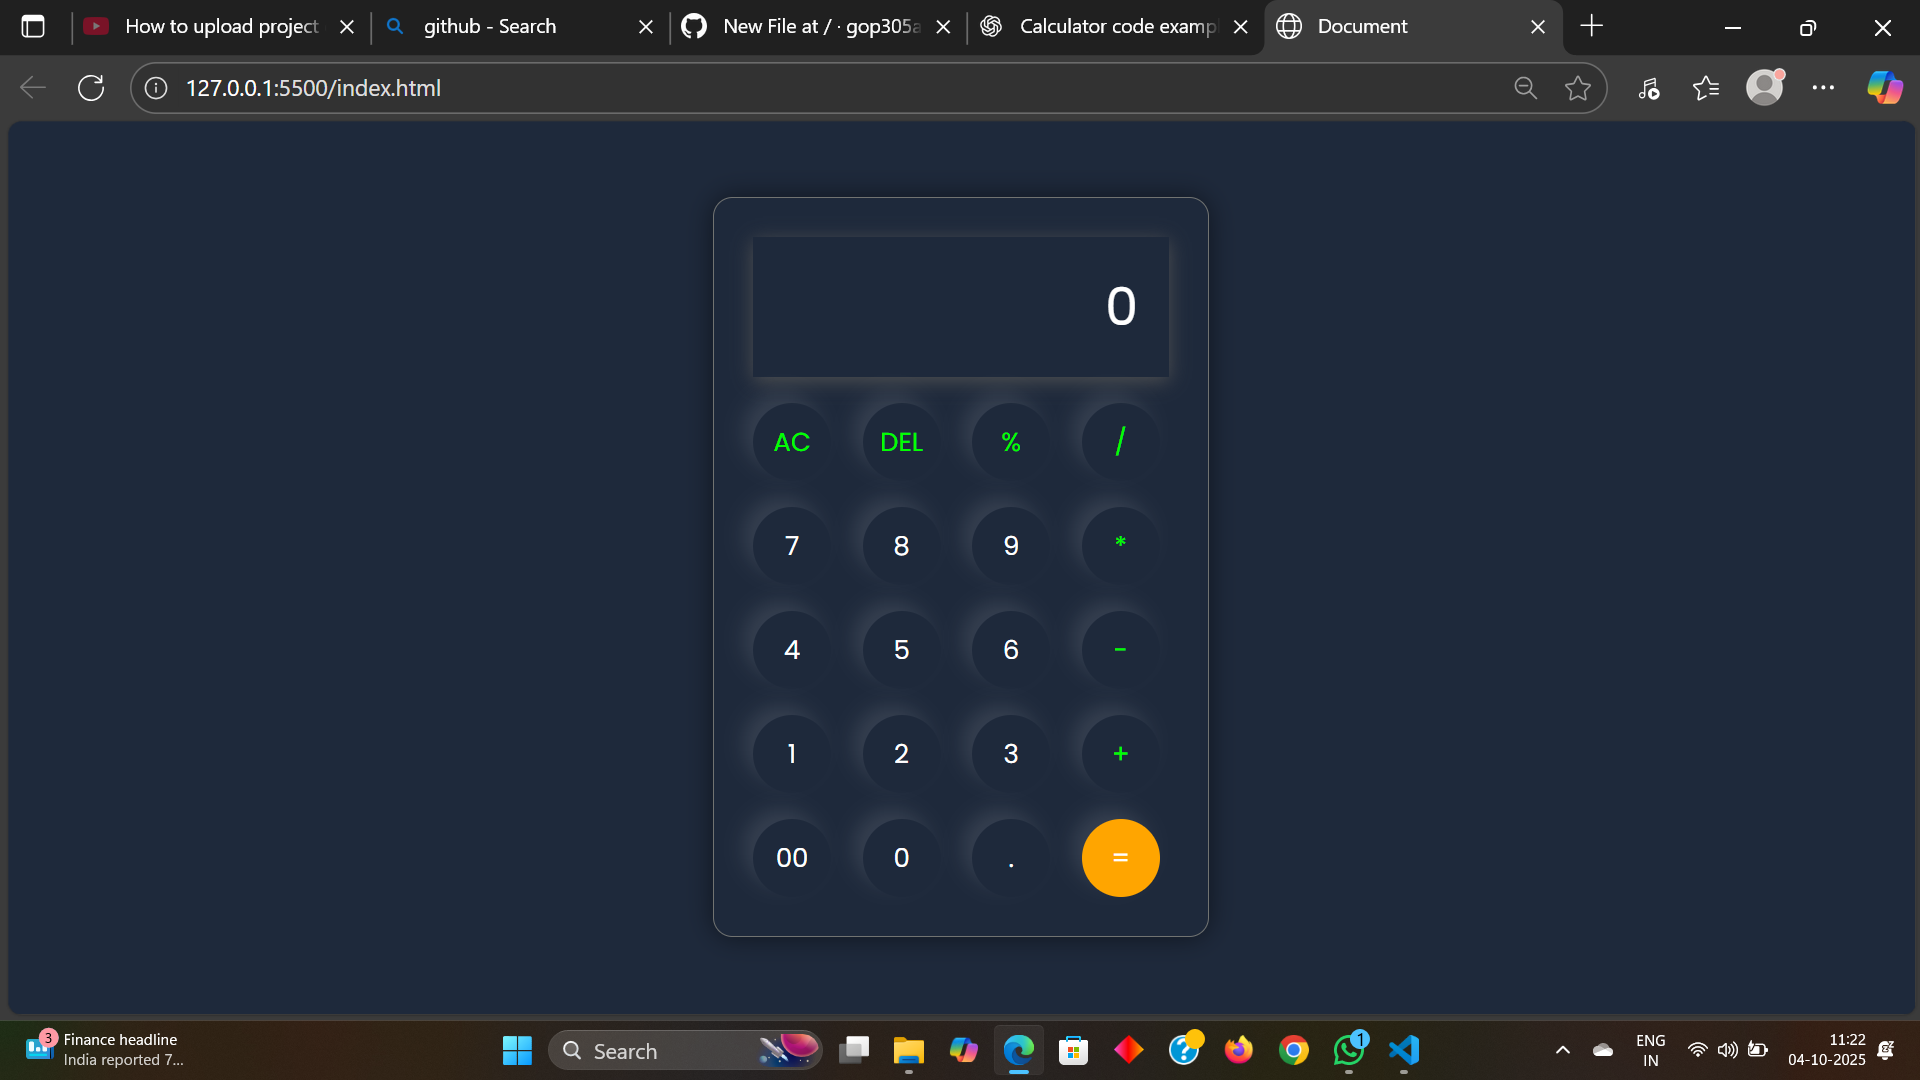 How to upload project
github - Search
New File at / · gop305a
Calculator code examp
Document
127.0.0.1:5500/index.html
0
AC DEL % /
7 8 9 *
4 5 6 -
1 2 3 +
00 0 . =
3
Finance headline
India reported 7...
Search
1
ENG
IN
11:22
04-10-2025